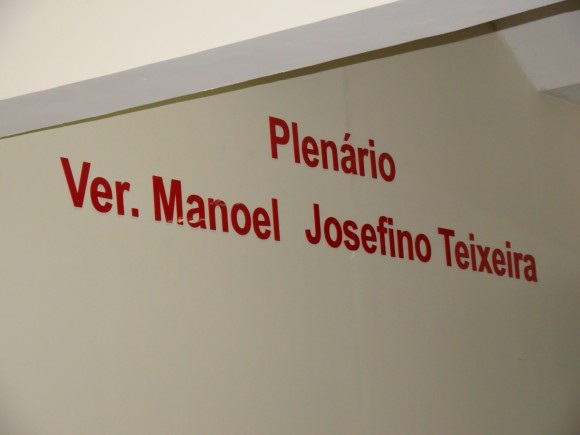 Plenário
Ver. Manoel Josefino Teixeira